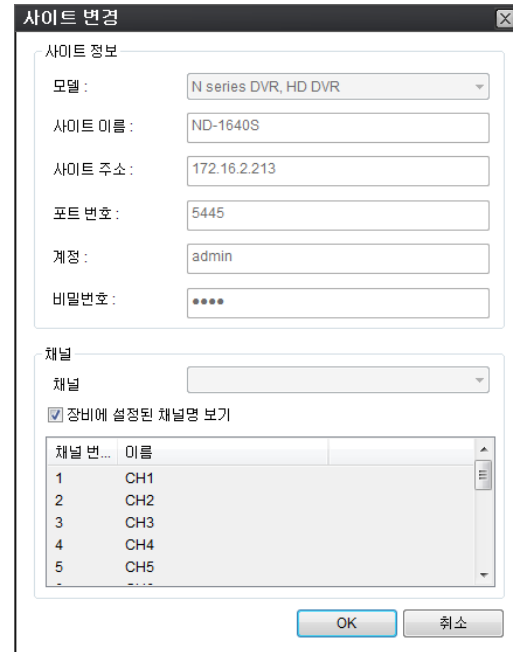 사이트 변경
사이트 정보
모델 : N series DVR, HD DVR
사이트 이름 : ND-1640S
사이트 주소 : 172.16.2.213
포트 번호 : 5445
계정 : admin
비밀번호 : ●●●●
채널
채널
장비에 설정된 채널명 보기
채널 번... 이름
1 CH1
2 CH2
3 CH3
4 CH4
5 CH5
OK 취소